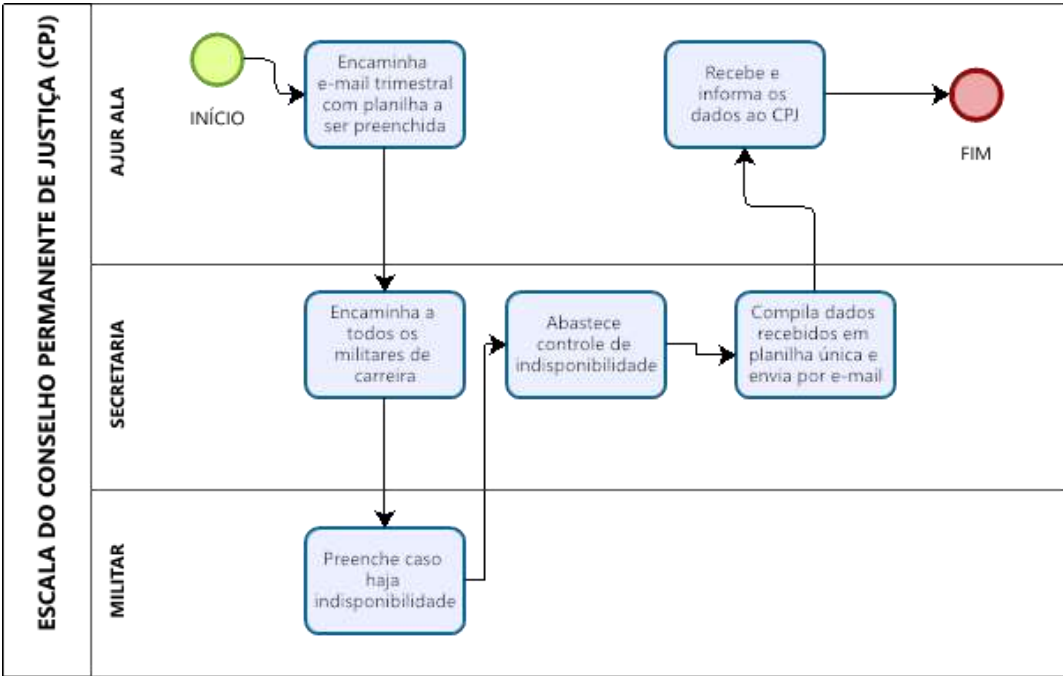 ESCALA DO CONSELHO PERMANENTE DE JUSTIÇA (CPJ)
AJUR ALA
INÍCIO
Encaminha
e-mail trimestral
com planilha a
ser preenchida
Recebe e
informa os
dados ao CPJ
FIM
SECRETARIA
Encaminha a
todos os
militares de
carreira
Abastece
controle de
indisponibilidade
Compila dados
recebidos em
planilha única e
envia por e-mail
MILITAR
Preenche caso
haja
indisponibilidade